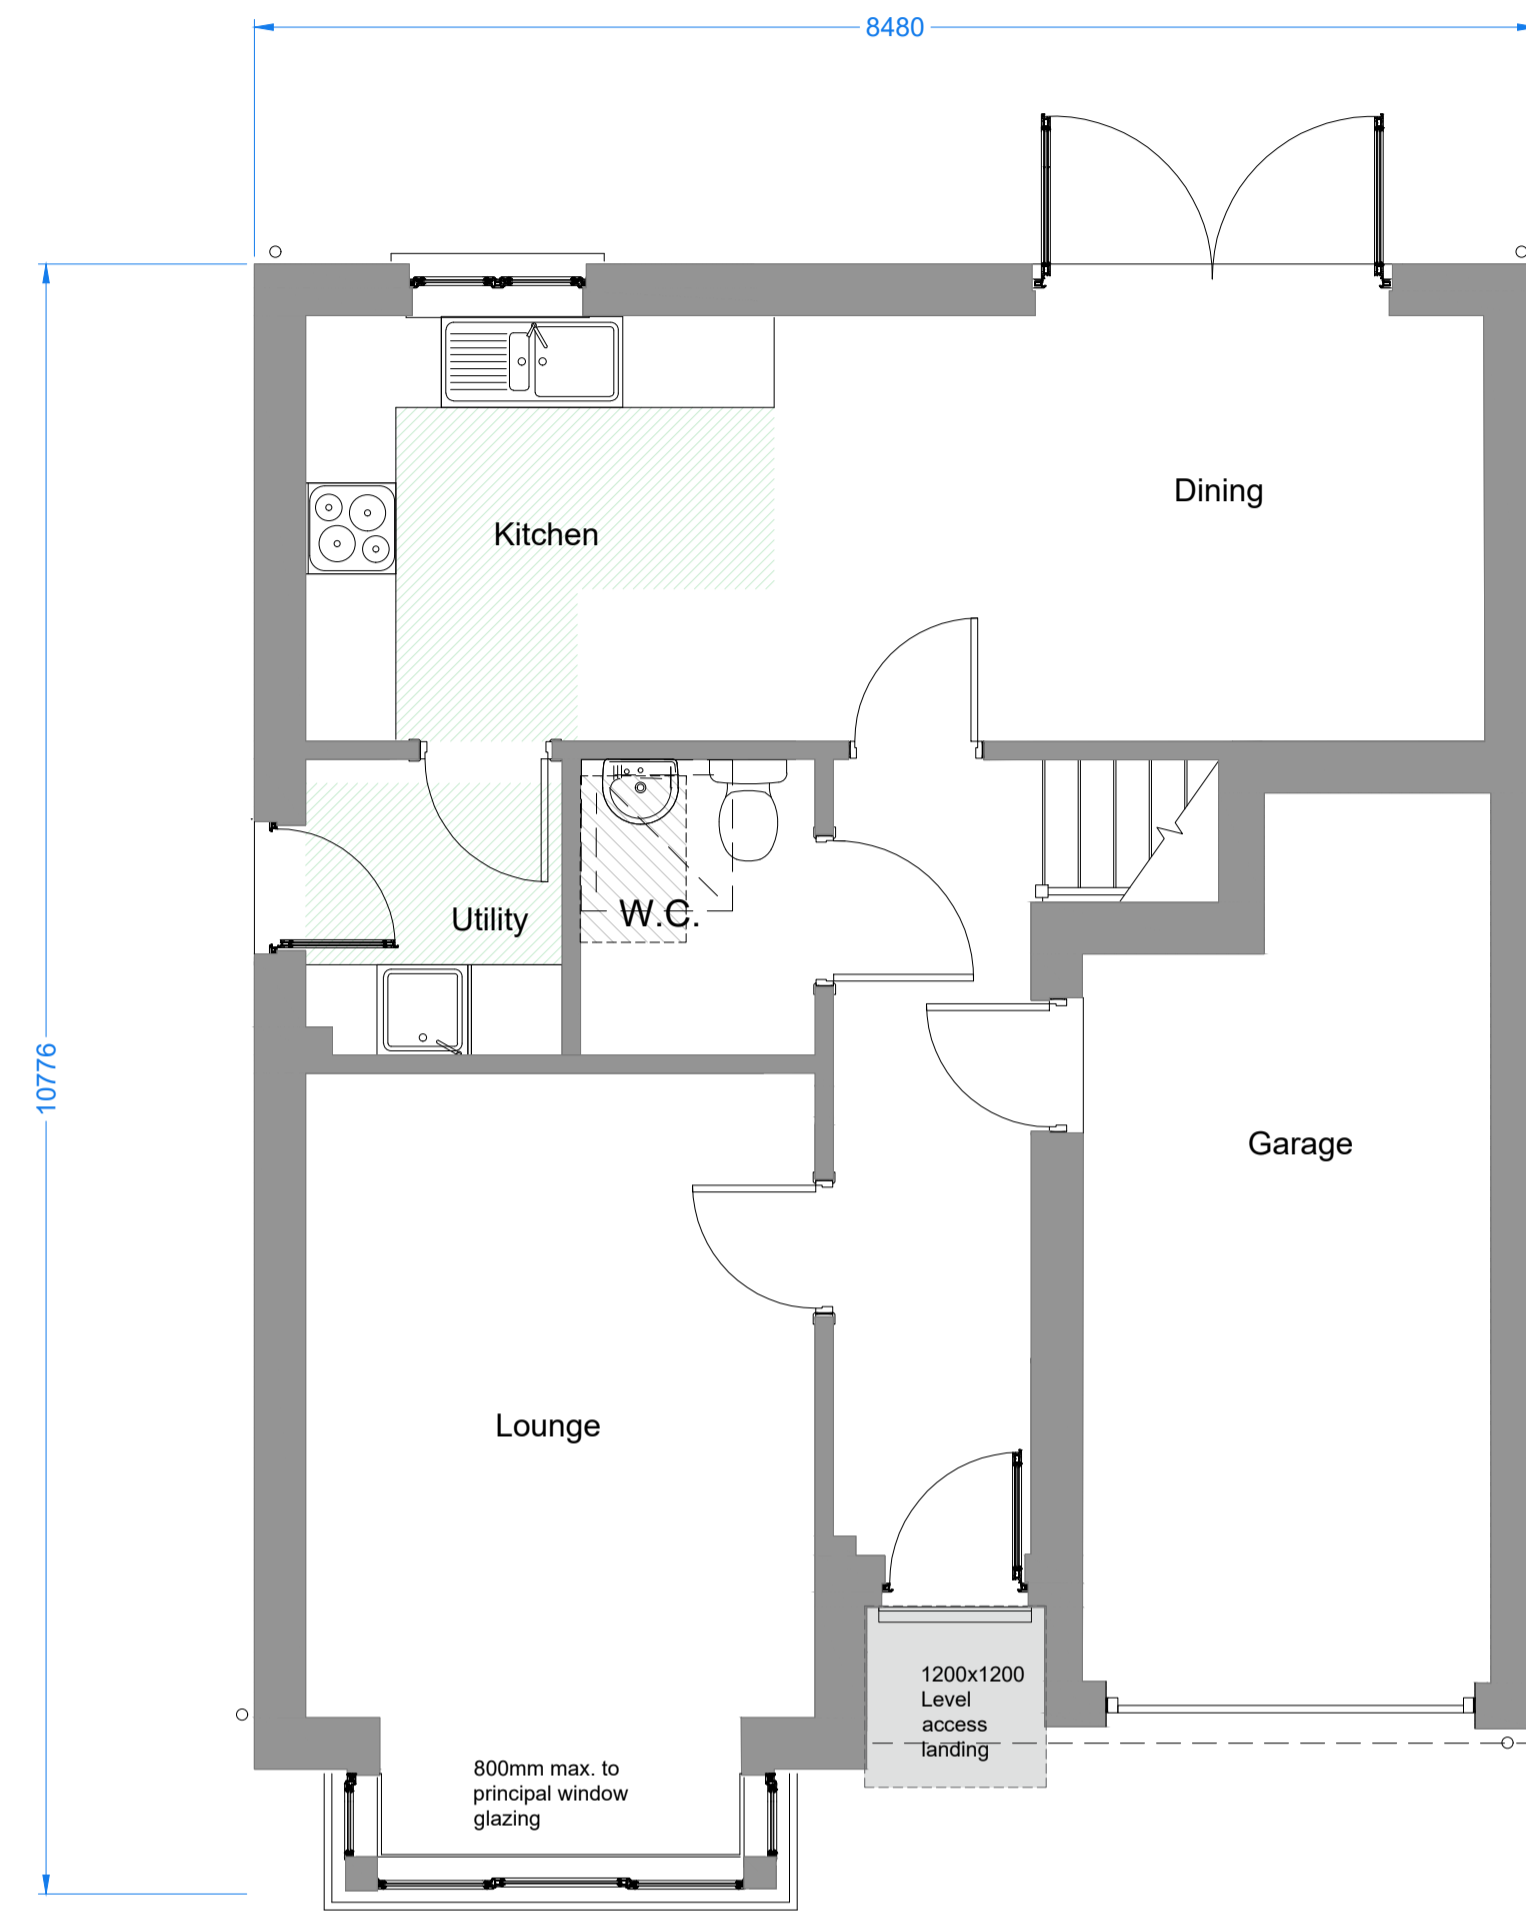 8480
Dining
Kitchen
W.C.
Utility
10776
Garage
Lounge
1200x1200
Level
access
landing
800mm max. to
principal window
glazing